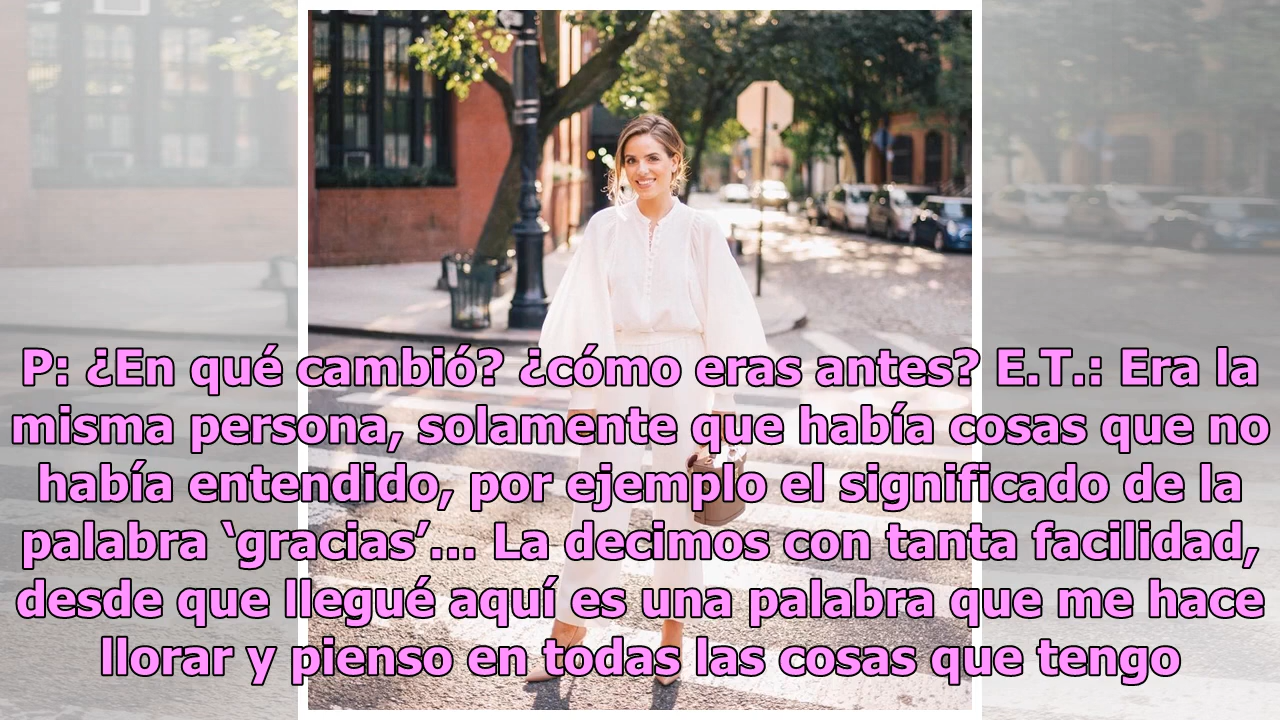 P: ¿En qué cambió? ¿cómo eras antes? E.T.: Era la
misma persona, solamente que había cosas que no
había entendido, por ejemplo el significado de la
palabra ‘gracias’... La decimos con tanta facilidad,
desde que llegué aquí es una palabra que me hace
llorar y pienso en todas las cosas que tengo